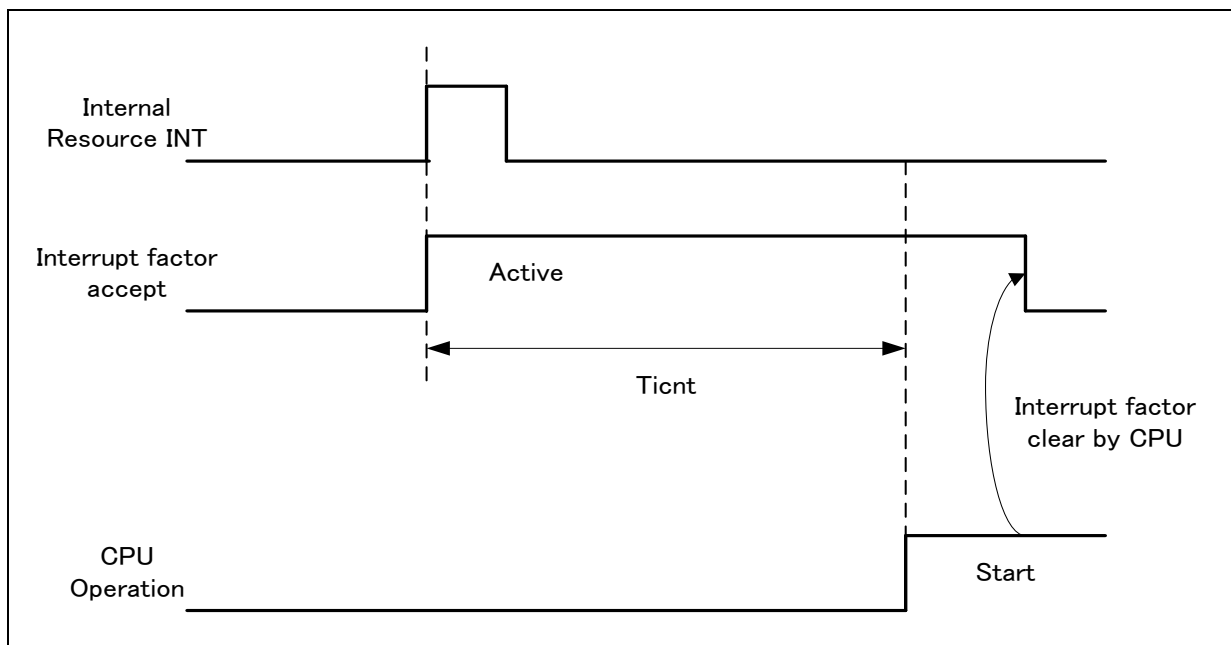 Internal
Resource INT
Interrupt factor
accept
Active
Ticnt
Interrupt factor
clear by CPU
CPU
Operation
Start